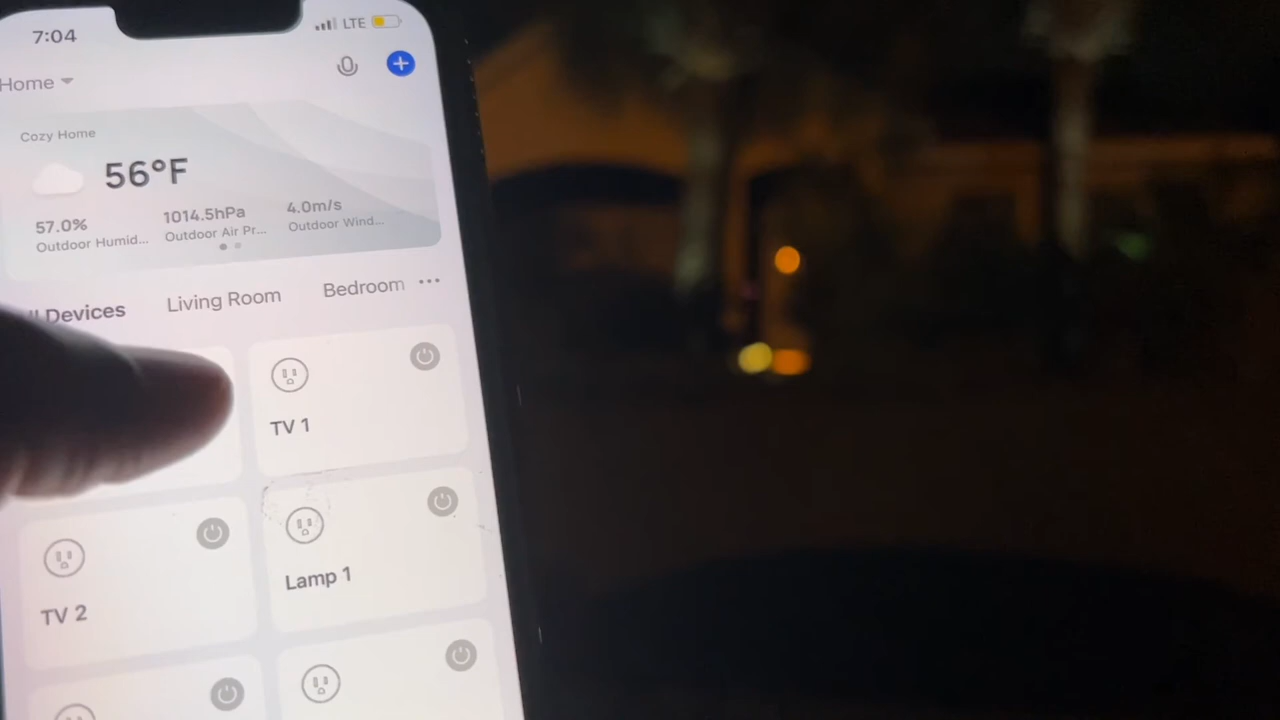 7:04
LTE
Home
Cozy Home
56°F
57.0%
1014.5hPa
4.0m/s
Outdoor Humid...
Outdoor Air Pr...
Outdoor Wind...
Devices
Living Room
Bedroom
TV 1
TV 2
Lamp 1